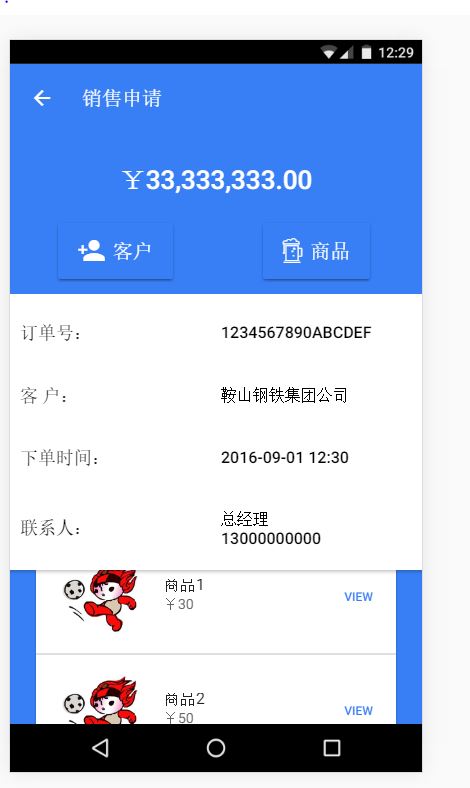 12:29
销售申请
￥33,333,333.00
客户 商品
订单号： 1234567890ABCDEF
客 户： 鞍山钢铁集团公司
下单时间： 2016-09-01 12:30
联系人： 总经理
13000000000
商品1
￥30 VIEW
商品2
￥50 VIEW